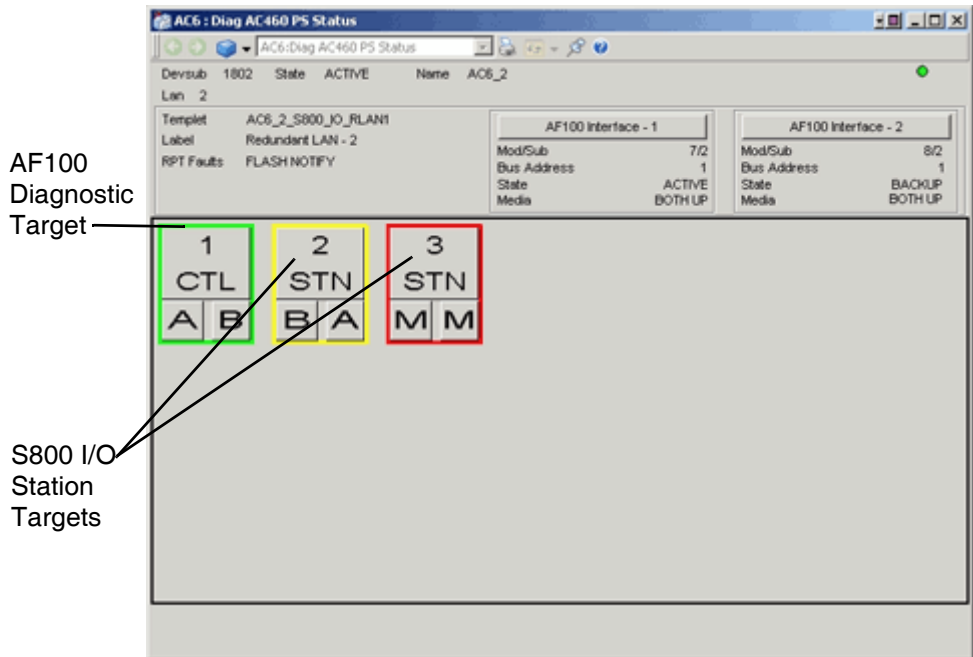 AC6 : Diag AC460 PS Status
AC6:Diag AC460 PS Status
Devsub 1802 State ACTIVE Name AC6_2
Lan 2
Templet AC6_2_S800_IO_RLAN1
Label Redundant LAN - 2
RPT Faults FLASH NOTIFY
AF100 Interface - 1
Mod/Sub 7/2
Bus Address 1
State ACTIVE
Media BOTH UP
AF100 Interface - 2
Mod/Sub 8/2
Bus Address 1
State BACKUP
Media BOTH UP
AF100
Diagnostic
Target
1
CTL
A B
2
STN
B A
3
STN
M M
S800 I/O
Station
Targets